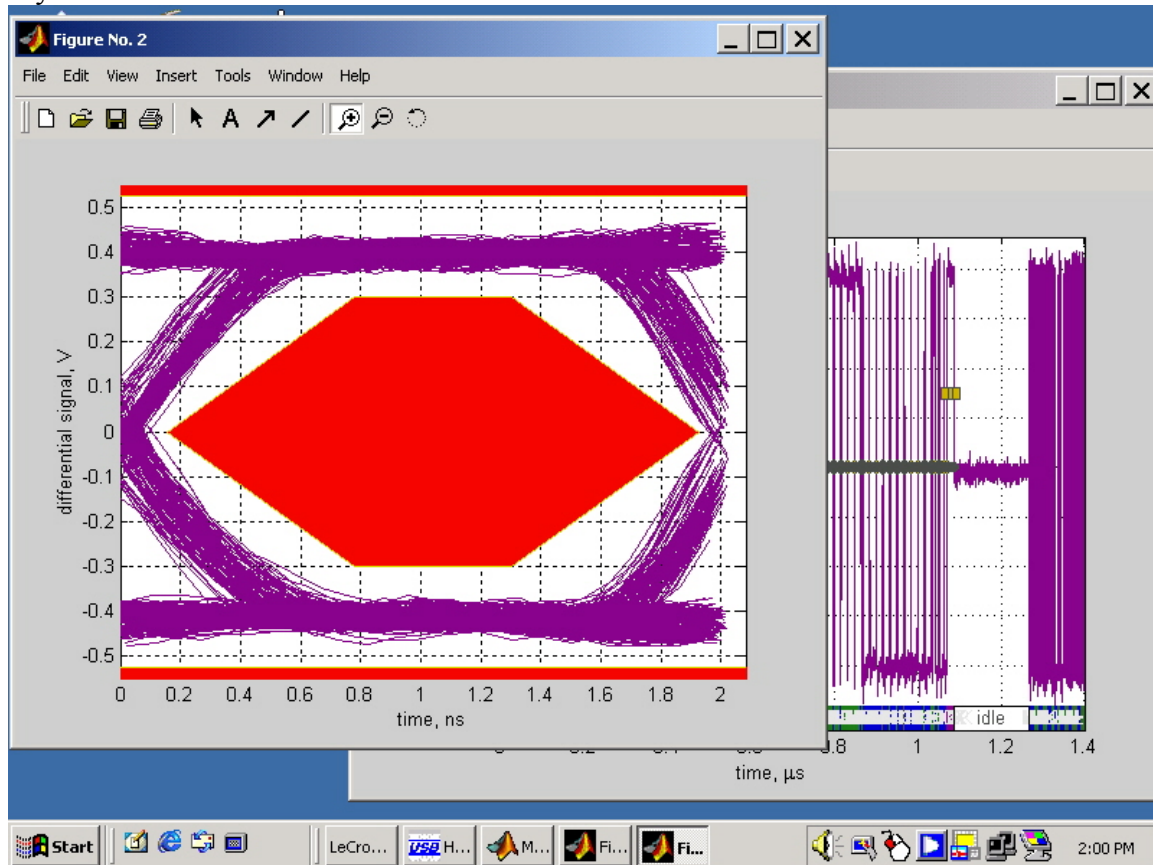 Figure No. 2
File Edit View Insert Tools Window Help
A
0.5
0.4
0.3
0.2
0.1
0
-0.1
-0.2
-0.3
-0.4
-0.5
differential signal, V
0 0.2 0.4 0.6 0.8 1 1.2 1.4 1.6 1.8 2
time, ns
idle
0.8 1 1.2 1.4
time, μs
Start
LeCro...
USB H...
M...
Fi...
Fi...
2:00 PM